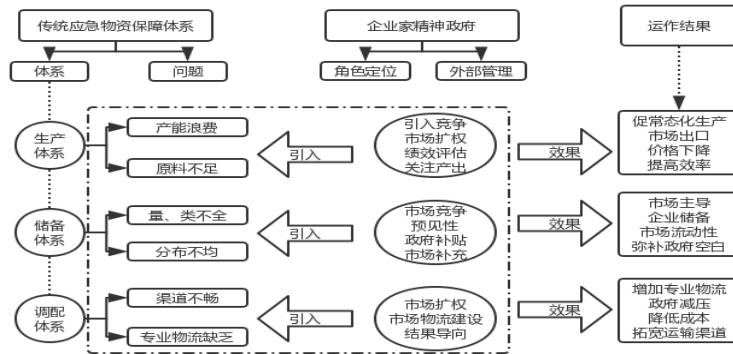 传统应急物资保障体系
企业家精神政府
运作结果
体系
问题
角色定位
外部管理
生产
体系
产能浪费
原料不足
引入
引入竞争
市场扩权
绩效评估
关注产出
效果
促常态化生产
市场出口
价格下降
提高效率
储备
体系
量、类不全
分布不均
引入
市场竞争
预见性
政府补贴
市场补充
效果
市场主导
企业储备
市场流动性
弥补政府空白
调配
体系
渠道不畅
专业物流缺乏
引入
市场扩权
市场物流建设
结果导向
效果
增加专业物流
政府减压
降低成本
拓宽运输渠道